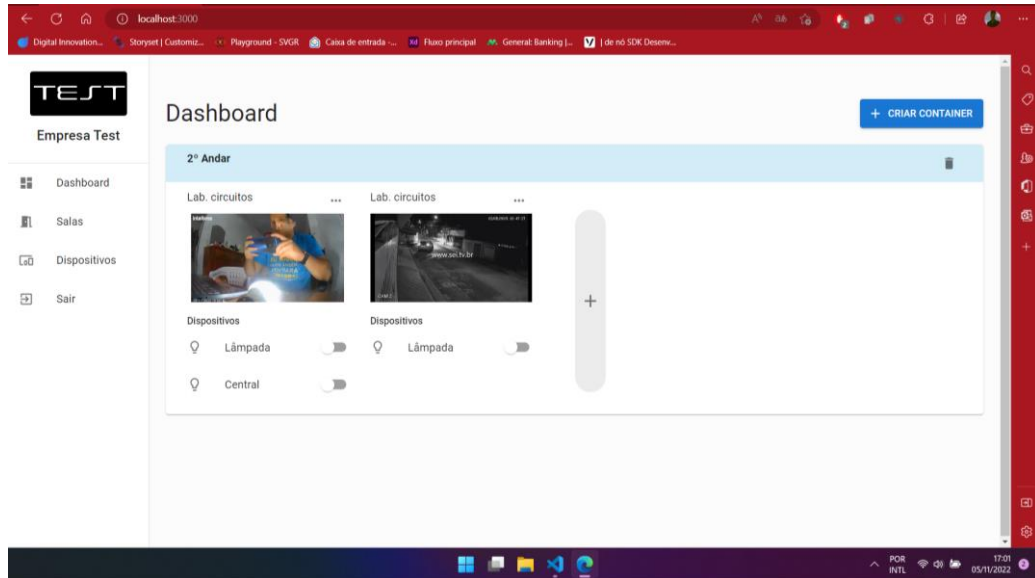 localhost:3000
Digital Innovation...
Storyset | Customiz...
Playground - SVGR
Caixa de entrada -...
Fluxo principal
General: Banking |...
| de nó SDK Desenv...
TEST
Empresa Test
Dashboard
Salas
Dispositivos
Sair
Dashboard
+ CRIAR CONTAINER
2º Andar
Lab. circuitos ...
Lab. circuitos ...
www.soi.tv.br
Dispositivos
Lâmpada
Central
Dispositivos
Lâmpada
+
POR
INTL
17:01
05/11/2022